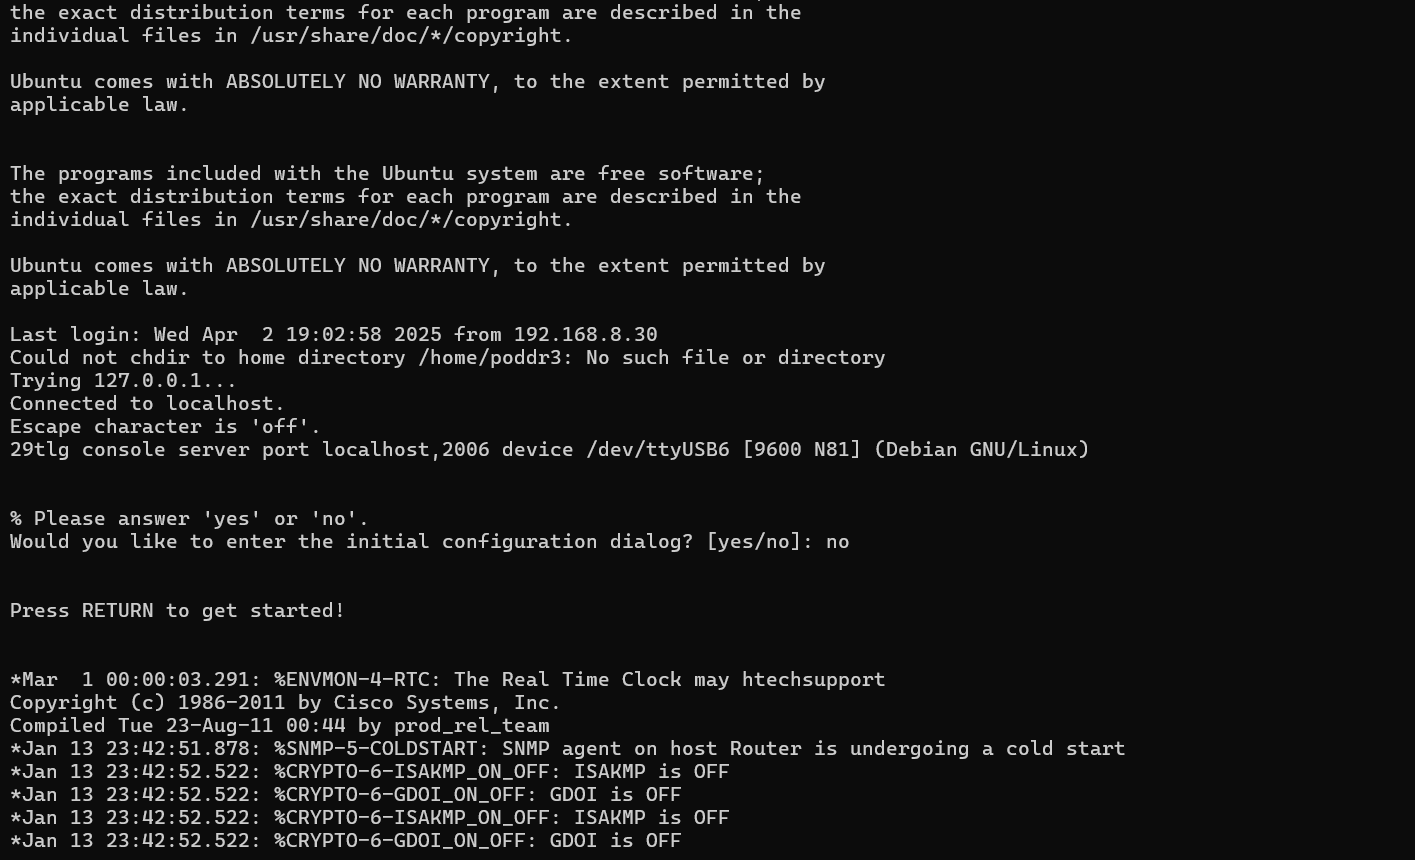 the exact distribution terms for each program are described in the
individual files in /usr/share/doc/*/copyright.
Ubuntu comes with ABSOLUTELY NO WARRANTY, to the extent permitted by
applicable law.
The programs included with the Ubuntu system are free software;
the exact distribution terms for each program are described in the
individual files in /usr/share/doc/*/copyright.
Ubuntu comes with ABSOLUTELY NO WARRANTY, to the extent permitted by
applicable law.
Last login: Wed Apr  2 19:02:58 2025 from 192.168.8.30
Could not chdir to home directory /home/poddr3: No such file or directory
Trying 127.0.0.1...
Connected to localhost.
Escape character is 'off'.
29tlg console server port localhost,2006 device /dev/ttyUSB6 [9600 N81] (Debian GNU/Linux)
% Please answer 'yes' or 'no'.
Would you like to enter the initial configuration dialog? [yes/no]: no
Press RETURN to get started!
*Mar  1 00:00:03.291: %ENVMON-4-RTC: The Real Time Clock may htechsupport
Copyright (c) 1986-2011 by Cisco Systems, Inc.
Compiled Tue 23-Aug-11 00:44 by prod_rel_team
*Jan 13 23:42:51.878: %SNMP-5-COLDSTART: SNMP agent on host Router is undergoing a cold start
*Jan 13 23:42:52.522: %CRYPTO-6-ISAKMP_ON_OFF: ISAKMP is OFF
*Jan 13 23:42:52.522: %CRYPTO-6-GDOI_ON_OFF: GDOI is OFF
*Jan 13 23:42:52.522: %CRYPTO-6-ISAKMP_ON_OFF: ISAKMP is OFF
*Jan 13 23:42:52.522: %CRYPTO-6-GDOI_ON_OFF: GDOI is OFF